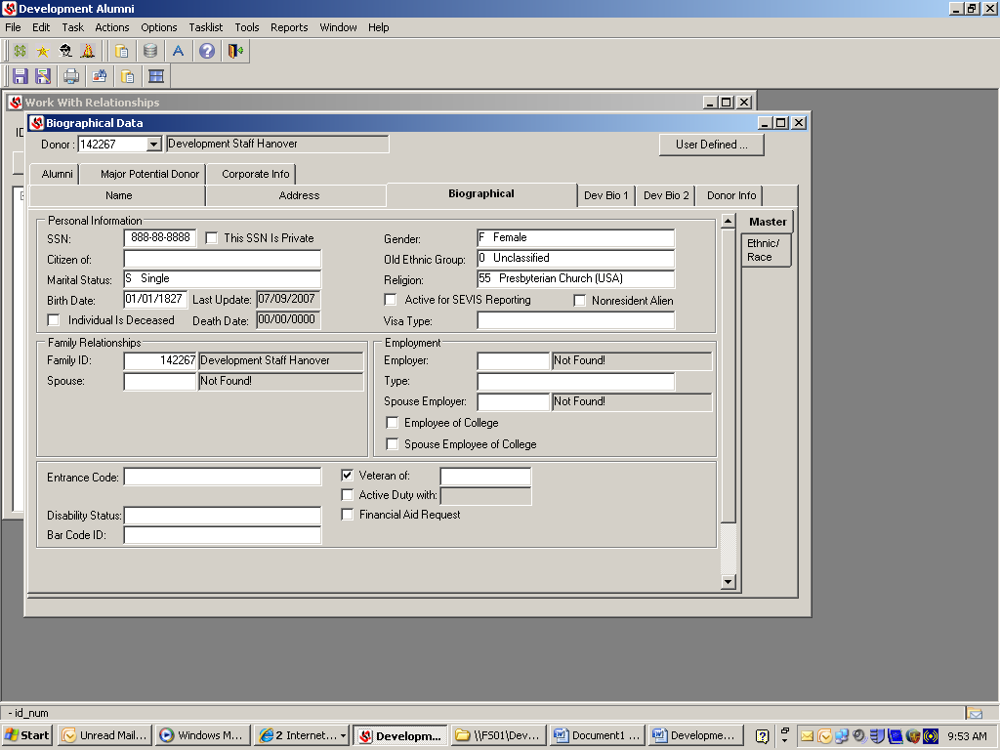 Development Alumni
File Edit Task Actions Options Tasklist Tools Reports Window Help
$$ A ?
Work With Relationships
ID
Biographical Data
Donor : 142267 Development Staff Hanover User Defined ...
Alumni Major Potential Donor Corporate Info
Name Address Biographical Dev Bio 1 Dev Bio 2 Donor Info
Master
Ethnic/
Race
Personal Information
SSN: 888-88-8888 This SSN Is Private Gender: F Female
Citizen of: Old Ethnic Group: 0 Unclassified
Marital Status: S Single Religion: 55 Presbyterian Church (USA)
Birth Date: 01/01/1827 Last Update: 07/09/2007 Active for SEVIS Reporting Nonresident Alien
Individual Is Deceased Death Date: 00/00/0000 Visa Type:
Family Relationships Employment
Family ID: 142267 Development Staff Hanover Employer: Not Found!
Spouse: Not Found! Type:
Spouse Employer: Not Found!
Employee of College
Spouse Employee of College
Entrance Code: Veteran of:
Active Duty with:
Disability Status: Financial Aid Request
Bar Code ID:
- id_num
Start Unread Mail... Windows M... 2 Internet... Developm... \\FS01\Dev... Document1 ... Developme... 9:53 AM